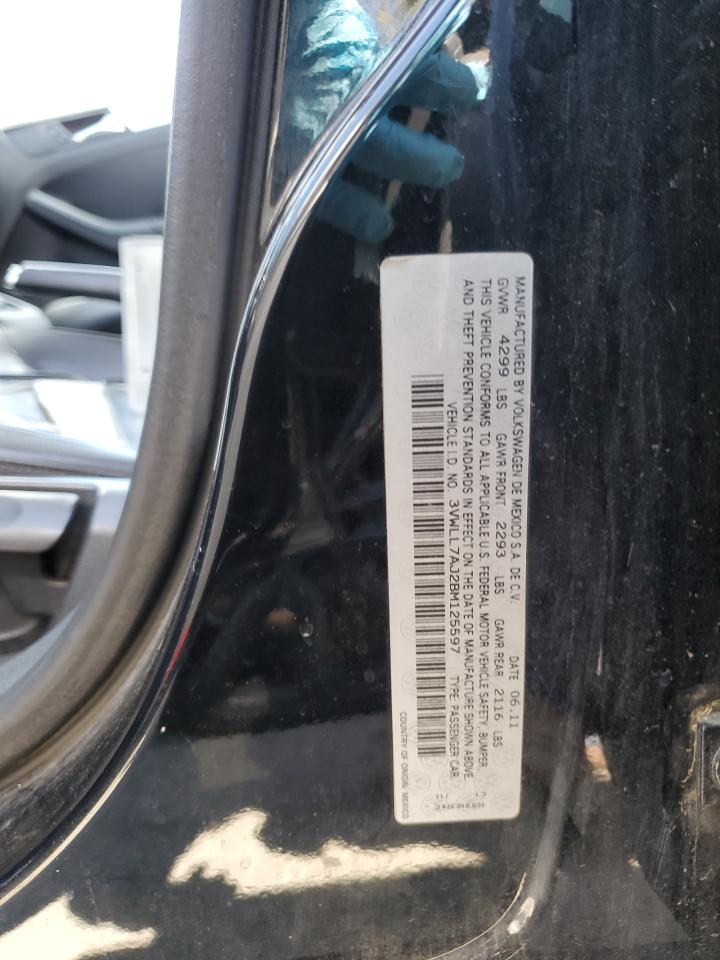 MANUFACTURED BY VOLKSWAGEN DE MEXICO S.A. DE C.V. DATE 06.11
GVWR 4299 LBS GAWR FRONT 2293 LBS GAWR REAR 2116 LBS
THIS VEHICLE CONFORMS TO ALL APPLICABLE U.S. FEDERAL MOTOR VEHICLE SAFETY, BUMPER,
AND THEFT PREVENTION STANDARDS IN EFFECT ON THE DATE OF MANUFACTURE SHOWN ABOVE.
VEHICLE I.D. NO. 3VWLL7AJ2BM125597 TYPE: PASSENGER CAR
COUNTRY OF ORIGIN: MEXICO